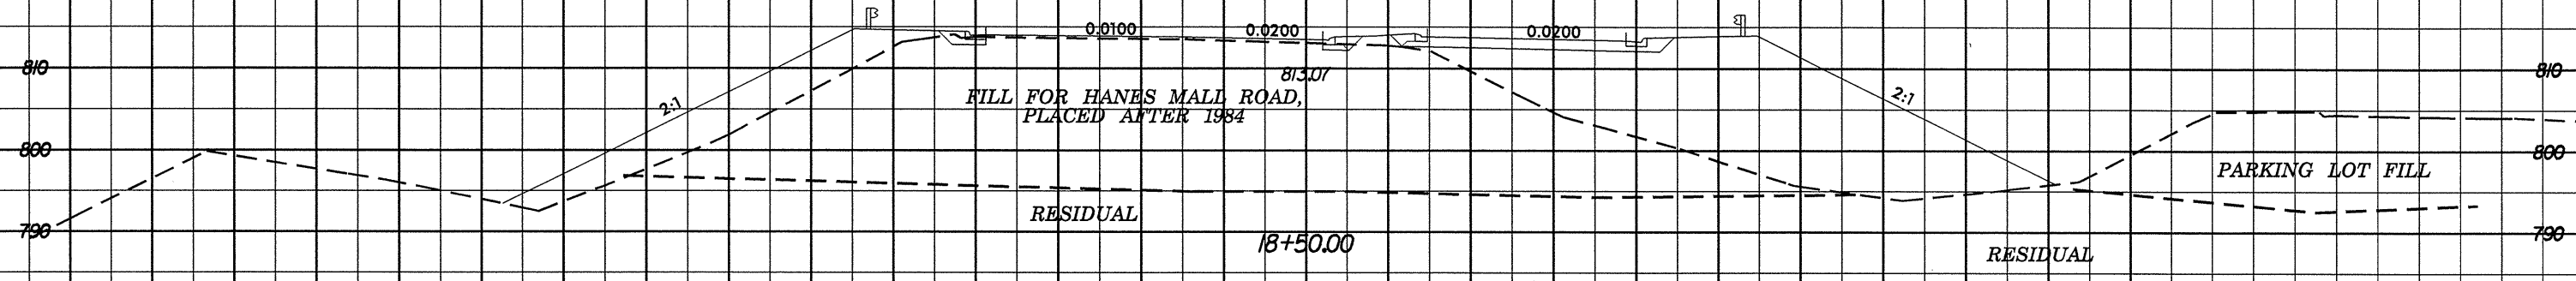 0.0100 0.0200 0.0200
810 813.07 810
2:1 FILL FOR HANES MALL ROAD, 2:1
PLACED AFTER 1984
800 800
PARKING LOT FILL
RESIDUAL
790 18+50.00 790
RESIDUAL